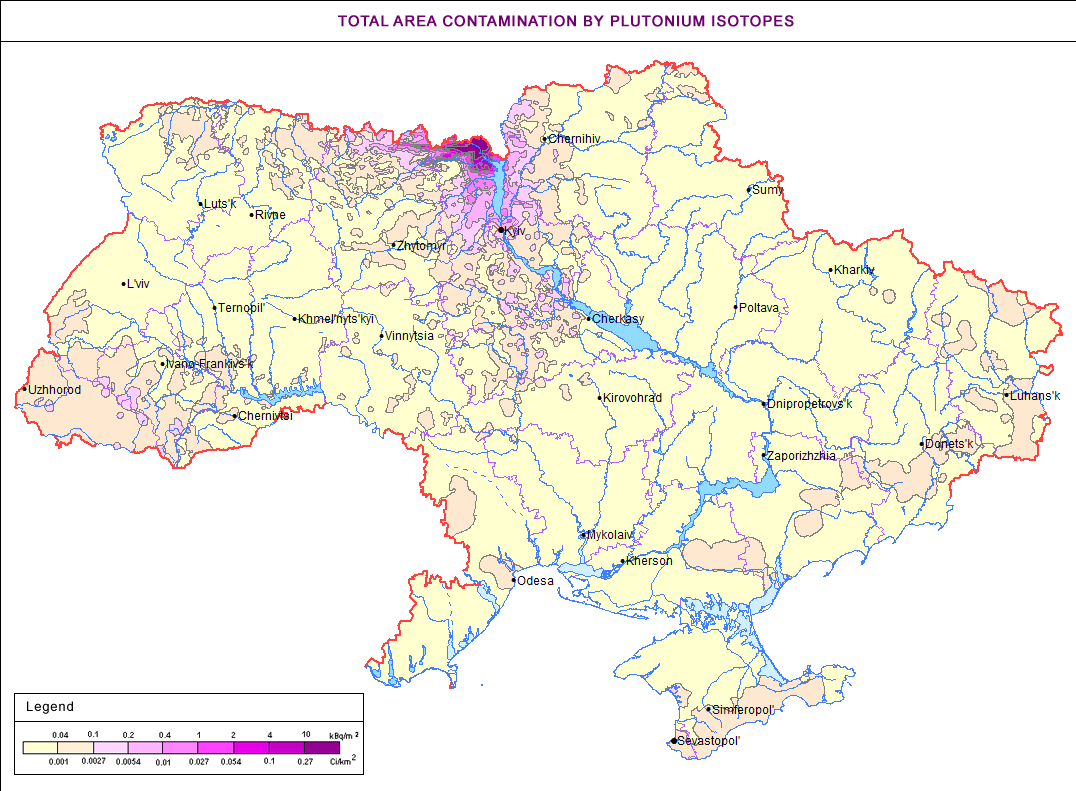 TOTAL AREA CONTAMINATION BY PLUTONIUM ISOTOPES
Chernihiv
Sumy
Luts'k
Rivne
Kyiv
Zhytomyr
Kharkiv
L'viv
Ternopil'
Khmel'nyts'kyi
Poltava
Cherkasy
Vinnytsia
Ivano-Frankivs'k
Uzhhorod
Kirovohrad
Luhans'k
Dnipropetrovs'k
Chernivtsi
Donets'k
Zaporizhzhia
Mykolaiv
Kherson
Odesa
Simferopol'
Sevastopol'
Legend
0.04 0.1 0.2 0.4 1 2 4 10 kBq/m²
0.001 0.0027 0.0054 0.01 0.027 0.054 0.1 0.27 Ci/km²